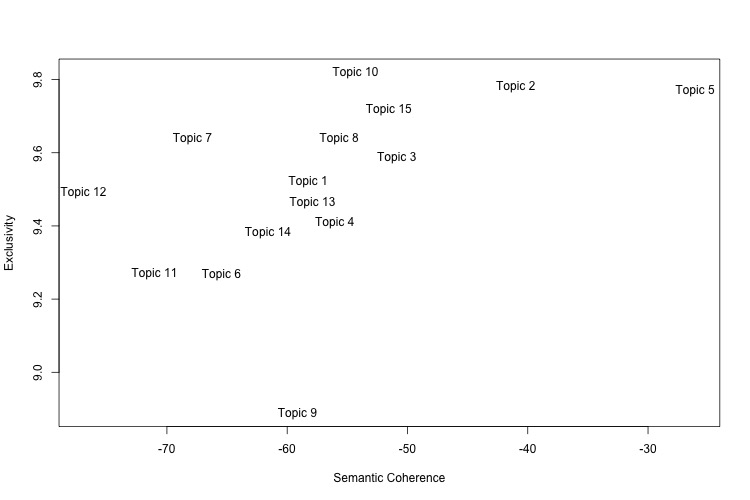 Topic 10
Topic 2
Topic 5
Topic 15
Topic 7
Topic 8
Topic 3
Topic 1
Topic 12
Topic 13
Topic 4
Topic 14
Topic 11
Topic 6
Topic 9
9.8
9.6
9.4
9.2
9.0
Exclusivity
-70
-60
-50
-40
-30
Semantic Coherence